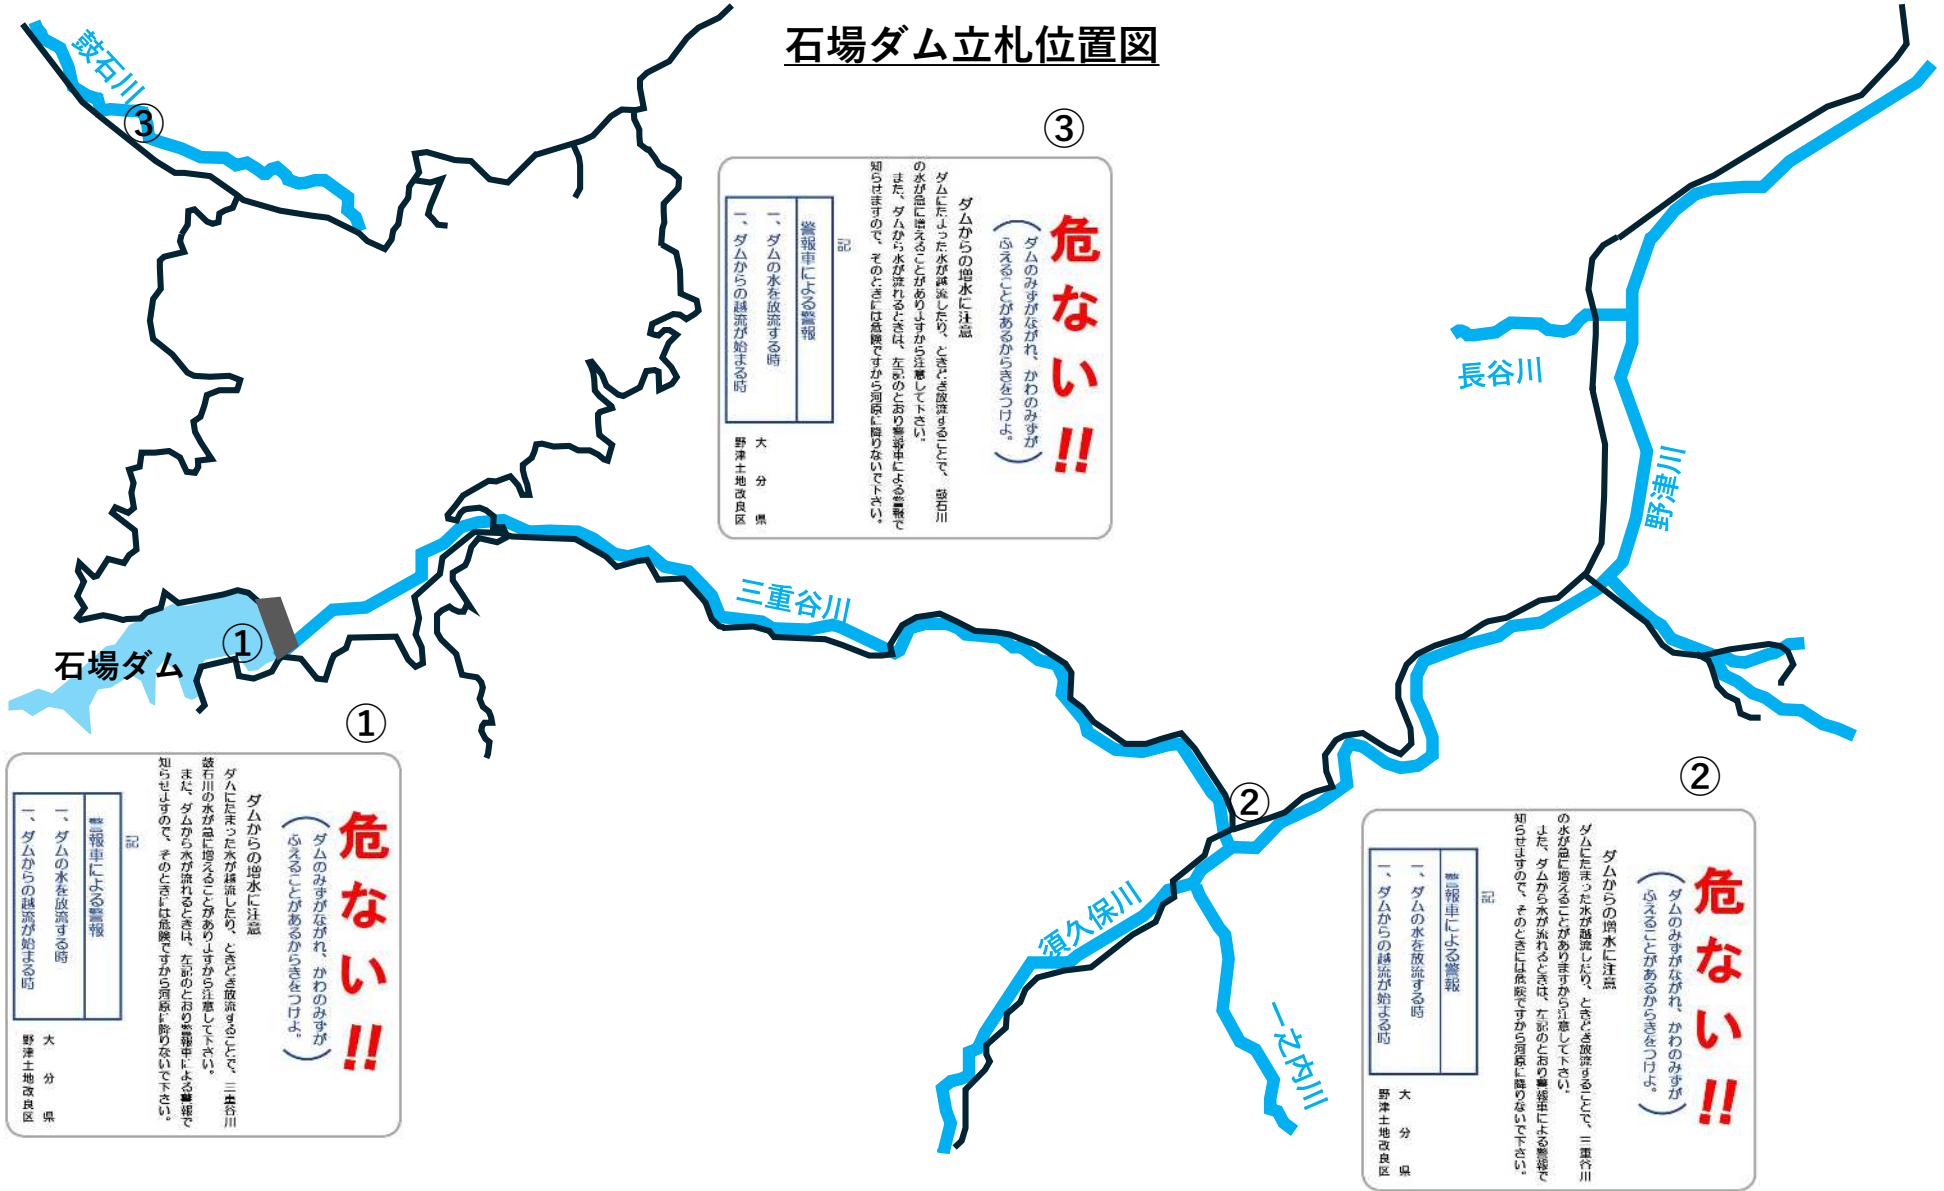 石場ダム立札位置図
鼓石川
③
③
危ない!!
(ダムのみずがながれ、かわのみずが
ふえることがあるからきをつけよ。)
ダムからの増水に注意
ダムにたまった水が越流したり、ときどき放流することで、鼓石川
の水が急に増えることがありますから注意して下さい。
また、ダムから水が流れるときは、左記のとおり警報車による警報で
知らせますので、そのときには危険ですから河原に降りないで下さい。
記
警報車による警報
一、ダムの水を放流する時
一、ダムからの越流が始まる時
大分県
野津土地改良区
長谷川
野津川
三重谷川
①
石場ダム
①
危ない!!
(ダムのみずがながれ、かわのみずが
ふえることがあるからきをつけよ。)
ダムからの増水に注意
ダムにたまった水が越流したり、ときどき放流することで、三重谷川
鼓石川の水が急に増えることがありますから注意して下さい。
また、ダムから水が流れるときは、左記のとおり警報車による警報で
知らせますので、そのときには危険ですから河原に降りないで下さい。
記
警報車による警報
一、ダムの水を放流する時
一、ダムからの越流が始まる時
大分県
野津土地改良区
②
須久保川
一之内川
②
危ない!!
(ダムのみずがながれ、かわのみずが
ふえることがあるからきをつけよ。)
ダムからの増水に注意
ダムにたまった水が越流したり、ときどき放流することで、三重谷川
の水が急に増えることがありますから注意して下さい。
また、ダムから水が流れるときは、左記のとおり警報車による警報で
知らせますので、そのときには危険ですから河原に降りないで下さい。
記
警報車による警報
一、ダムの水を放流する時
一、ダムからの越流が始まる時
大分県
野津土地改良区